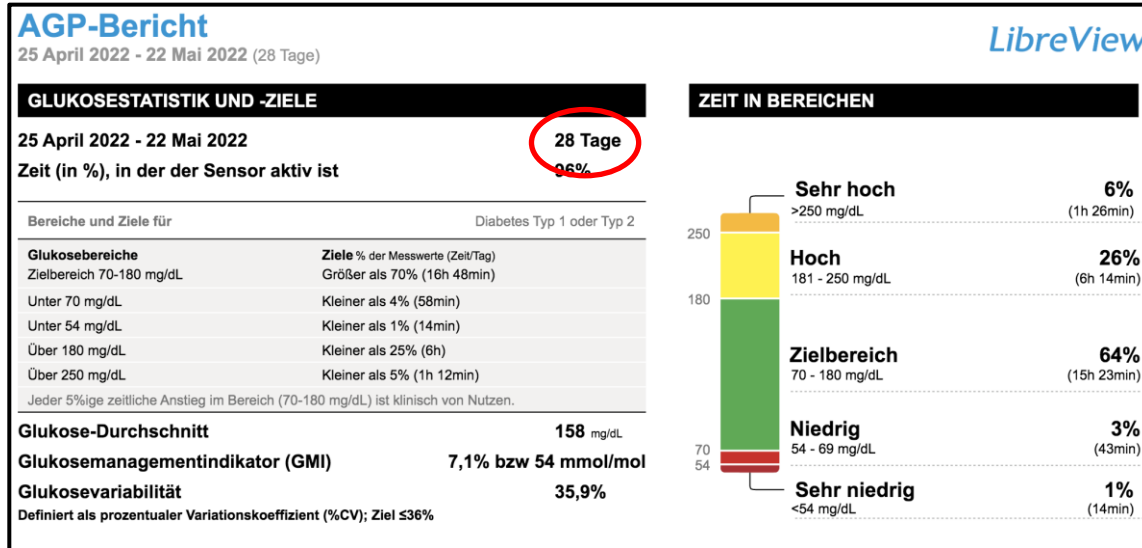 AGP-Bericht
25 April 2022 - 22 Mai 2022 (28 Tage)
LibreView
GLUKOSESTATISTIK UND -ZIELE
25 April 2022 - 22 Mai 2022 28 Tage
Zeit (in %), in der der Sensor aktiv ist 96%
Bereiche und Ziele für Diabetes Typ 1 oder Typ 2
Glukosebereiche Ziele % der Messwerte (Zeit/Tag)
Zielbereich 70-180 mg/dL Größer als 70% (16h 48min)
Unter 70 mg/dL Kleiner als 4% (58min)
Unter 54 mg/dL Kleiner als 1% (14min)
Über 180 mg/dL Kleiner als 25% (6h)
Über 250 mg/dL Kleiner als 5% (1h 12min)
Jeder 5%ige zeitliche Anstieg im Bereich (70-180 mg/dL) ist klinisch von Nutzen.
Glukose-Durchschnitt 158 mg/dL
Glukosemanagementindikator (GMI) 7,1% bzw 54 mmol/mol
Glukosevariabilität 35,9%
Definiert als prozentualer Variationskoeffizient (%CV); Ziel ≤36%
ZEIT IN BEREICHEN
Sehr hoch 6%
>250 mg/dL (1h 26min)
250
Hoch 26%
181 - 250 mg/dL (6h 14min)
180
Zielbereich 64%
70 - 180 mg/dL (15h 23min)
Niedrig 3%
70 54 - 69 mg/dL (43min)
54
Sehr niedrig 1%
<54 mg/dL (14min)